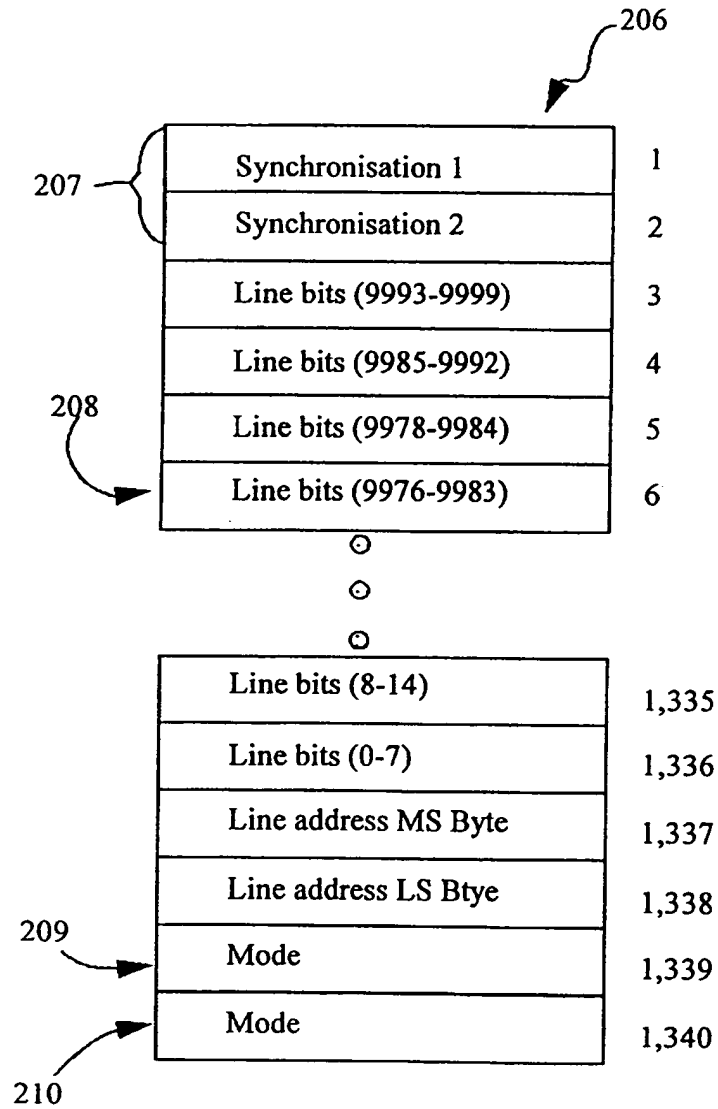 206
207
Synchronisation 1 1
Synchronisation 2 2
Line bits (9993-9999) 3
Line bits (9985-9992) 4
208
Line bits (9978-9984) 5
Line bits (9976-9983) 6
Line bits (8-14) 1,335
Line bits (0-7) 1,336
Line address MS Byte 1,337
Line address LS Btye 1,338
209
Mode 1,339
Mode 1,340
210